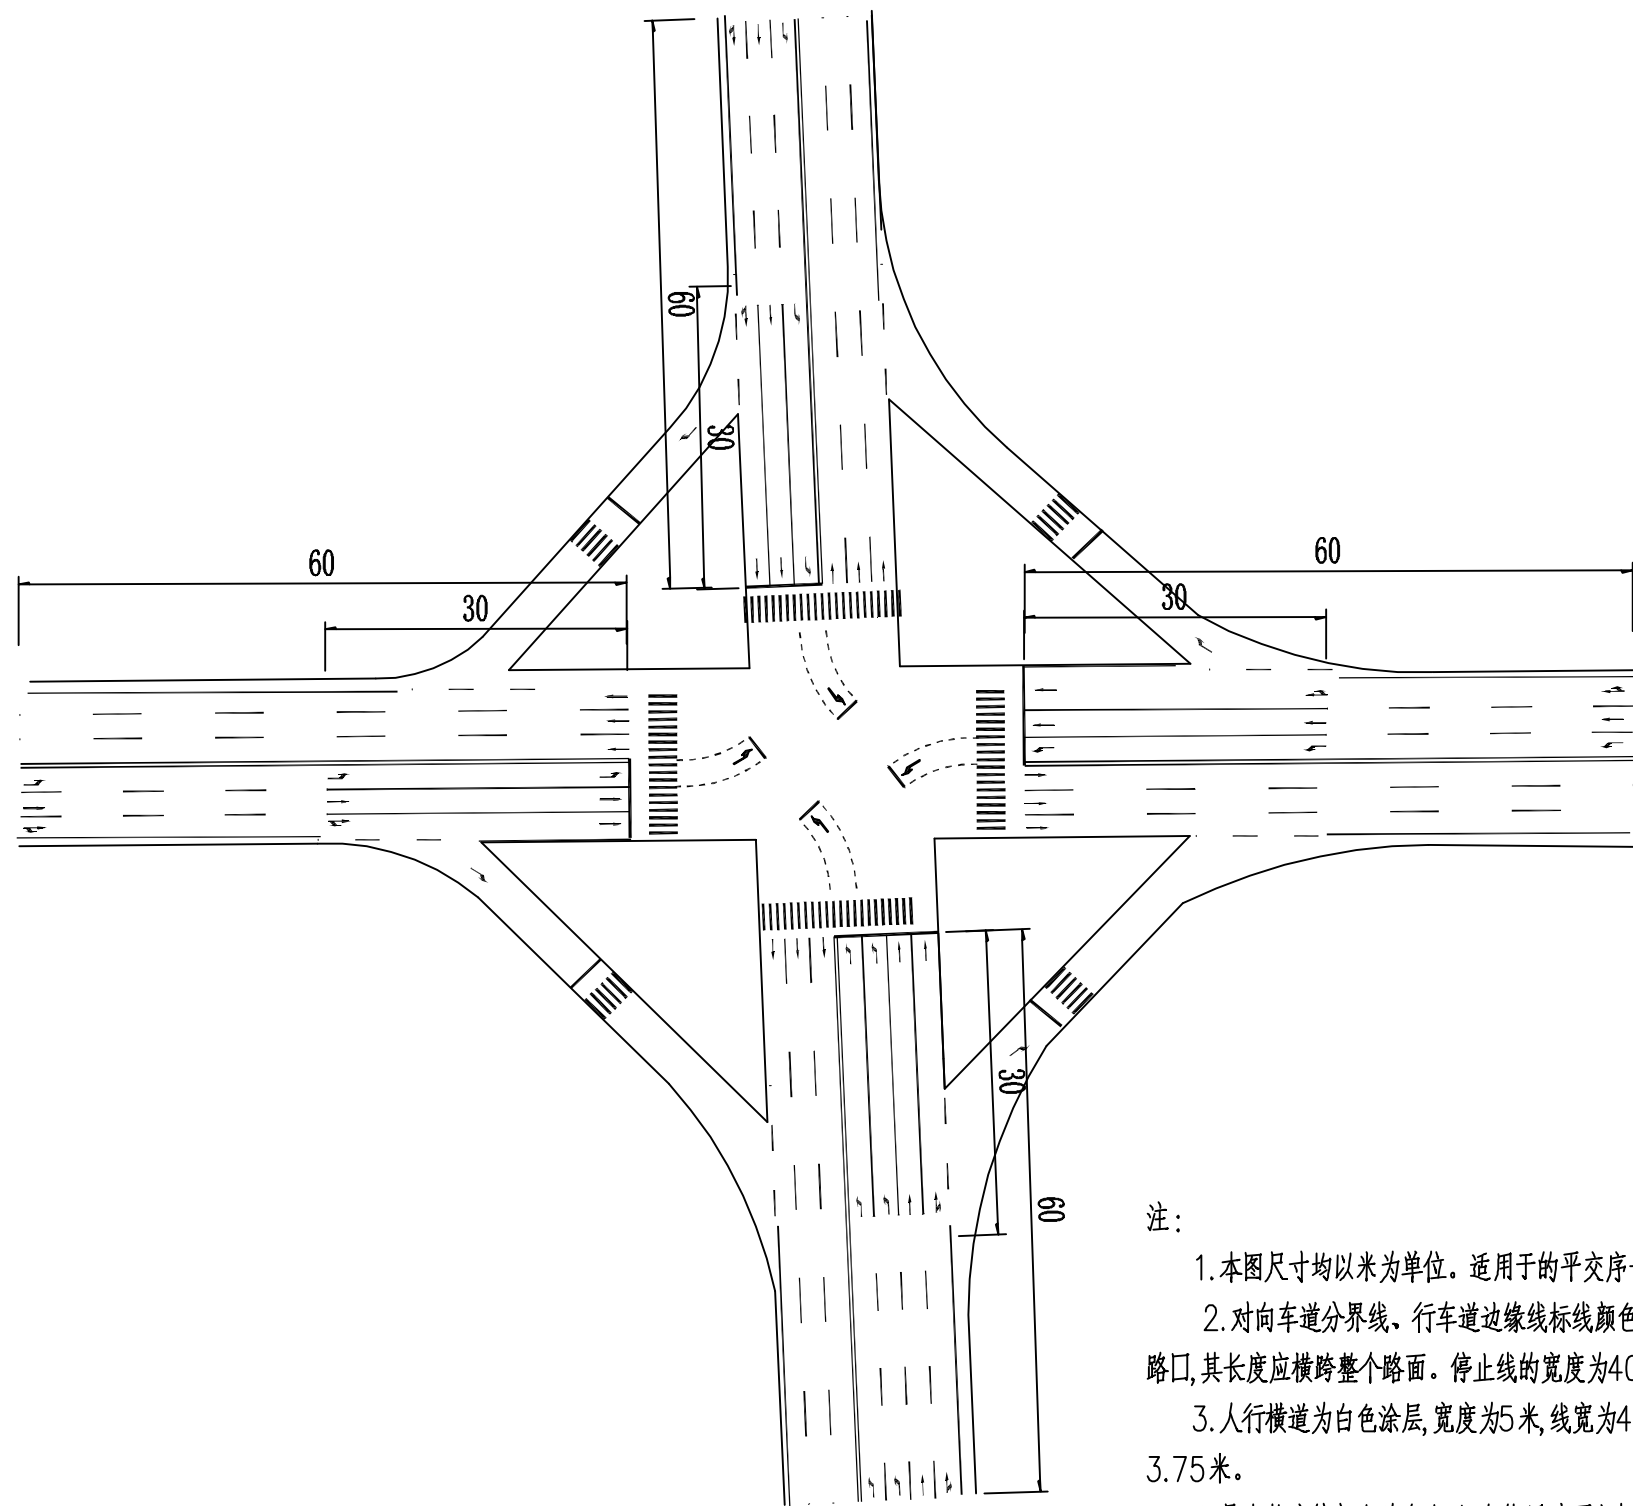 60
30
60
30
60
30
30
60
注:
1.本图尺寸均以米为单位。适用于的平交序
2.对向车道分界线、行车道边缘线标线颜色
路口,其长度应横跨整个路面。停止线的宽度为40
3.人行横道为白色涂层,宽度为5米,线宽为4
3.75米。